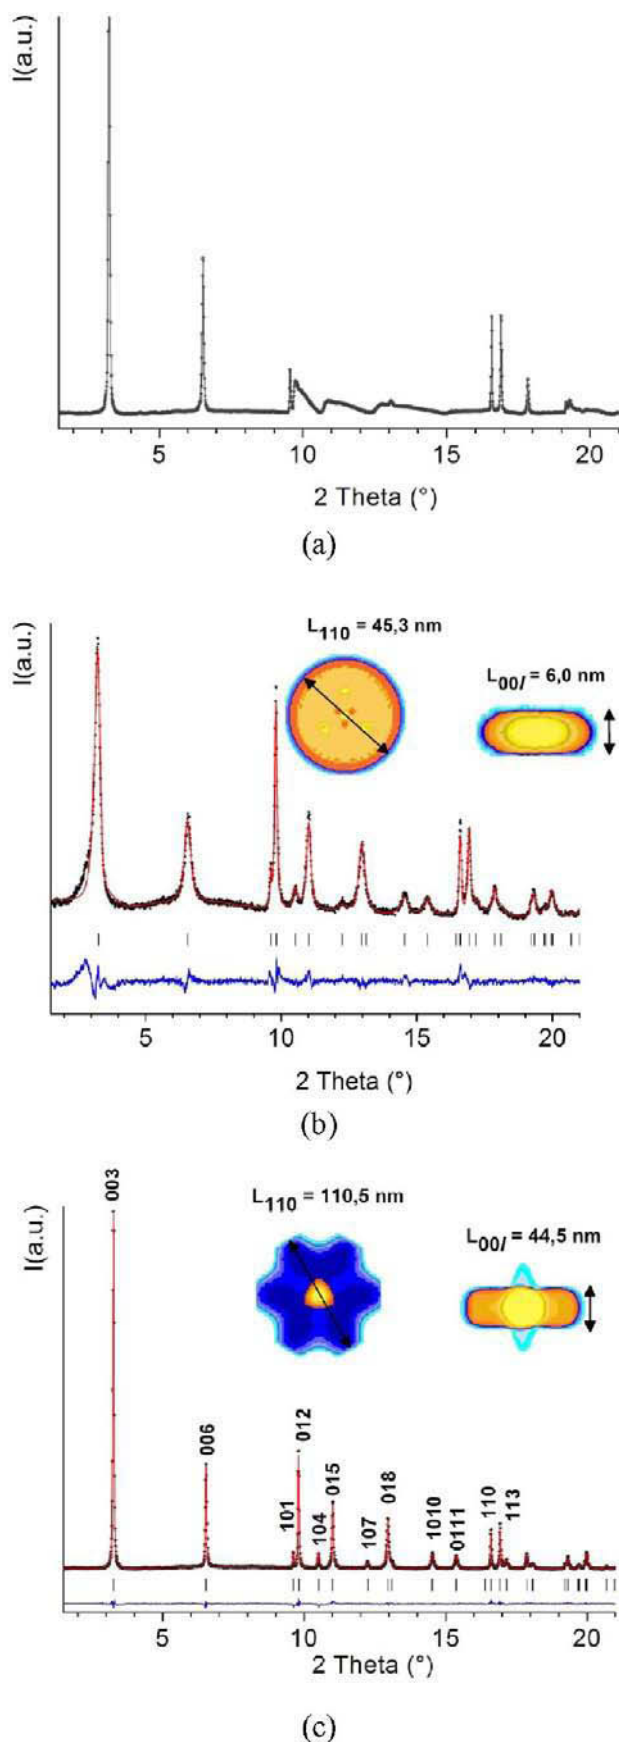 I(a.u.)
5 10 15 20
2 Theta (°)
(a)
I(a.u.)
L110 = 45,3 nm
L00l = 6,0 nm
5 10 15 20
2 Theta (°)
(b)
I(a.u.)
L110 = 110,5 nm
L00l = 44,5 nm
003
006
101
012
104
015
107
018
1010
0111
110
113
5 10 15 20
2 Theta (°)
(c)